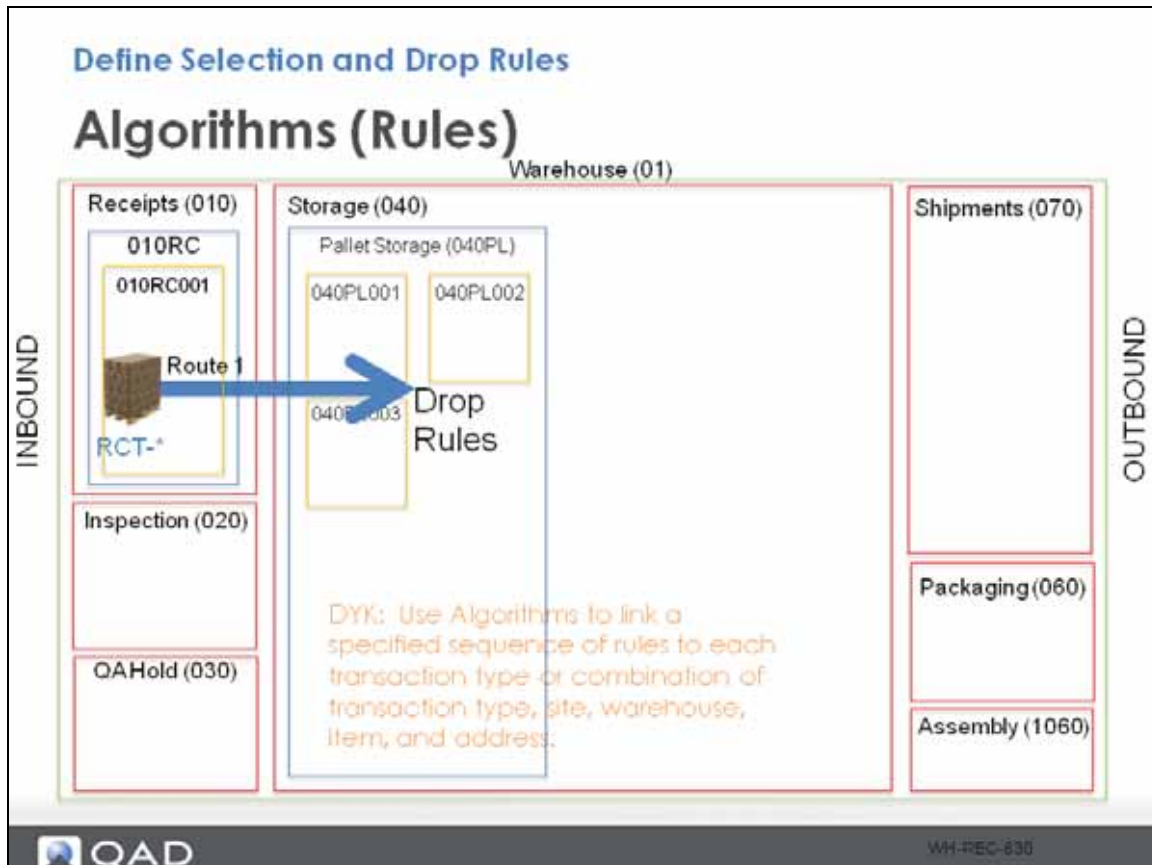 Define Selection and Drop Rules
Algorithms (Rules)
Warehouse (01)
Receipts (010)
Storage (040)
Shipments (070)
010RC
Pallet Storage (040PL)
010RC001
040PL001
040PL002
INBOUND
OUTBOUND
Route 1
Drop
Rules
RCT-*
Inspection (020)
Packaging (060)
DYK: Use Algorithms to link a
specified sequence of rules to each
transaction type or combination of
transaction type, site, warehouse,
item, and address.
QAHold (030)
Assembly (1060)
QAD
WH-REC-630